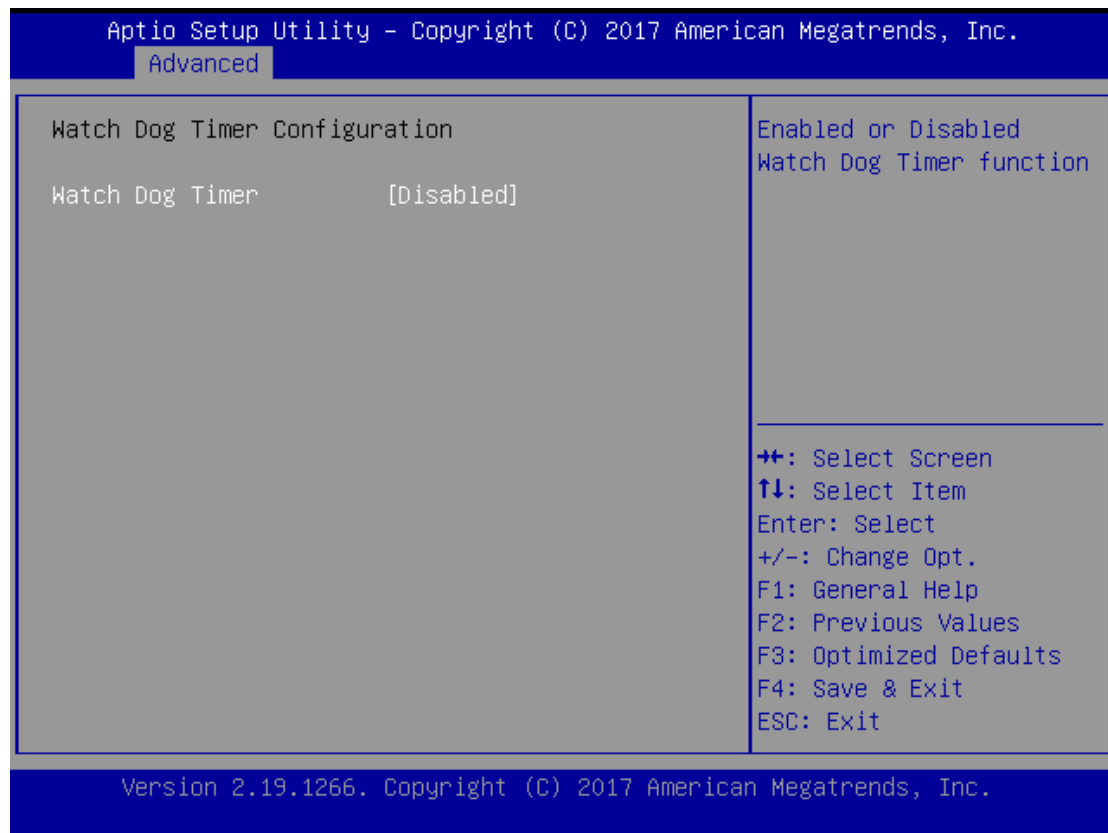 Aptio Setup Utility – Copyright (C) 2017 American Megatrends, Inc.
Advanced
Watch Dog Timer Configuration
Watch Dog Timer [Disabled]
Enabled or Disabled
Watch Dog Timer function
→←: Select Screen
↑↓: Select Item
Enter: Select
+/-: Change Opt.
F1: General Help
F2: Previous Values
F3: Optimized Defaults
F4: Save & Exit
ESC: Exit
Version 2.19.1266. Copyright (C) 2017 American Megatrends, Inc.